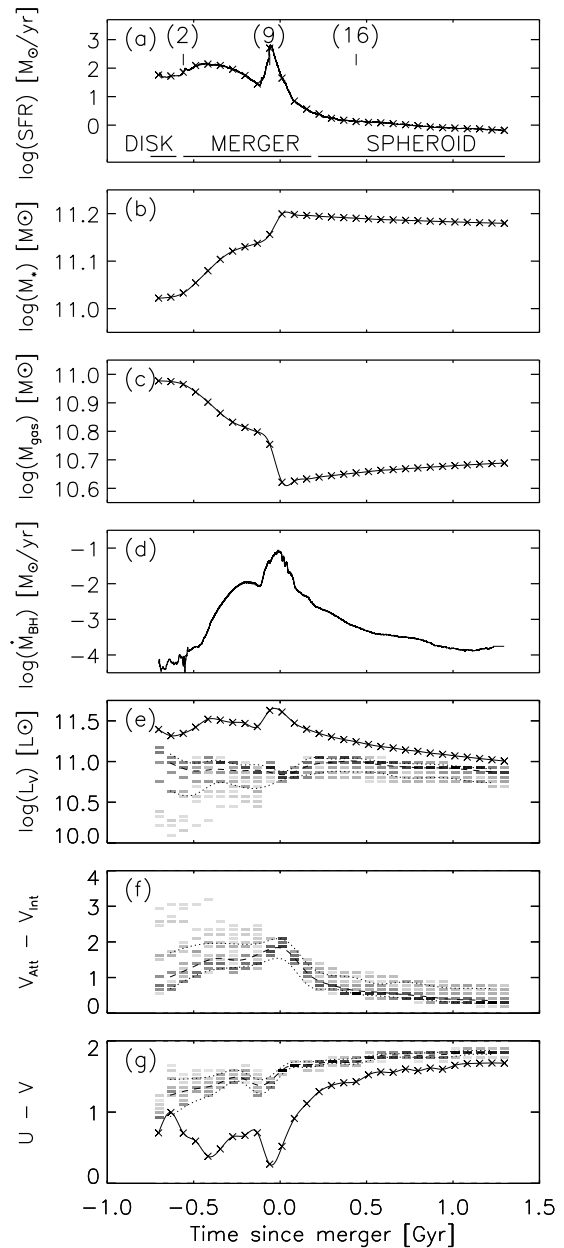 log(SFR) [M⊙/yr]
3
2
1
0
(a)
(2)
(9)
(16)
DISK
MERGER
SPHEROID
log(M*) [M⊙]
11.2
11.1
11.0
(b)
log(Mgas) [M⊙]
11.0
10.9
10.8
10.7
10.6
(c)
log(ṀBH) [M⊙/yr]
−1
−2
−3
−4
(d)
log(LV) [L⊙]
11.5
11.0
10.5
10.0
(e)
VAtt − VInt
4
3
2
1
0
(f)
U − V
2
1
0
(g)
−1.0 −0.5 0.0 0.5 1.0 1.5
Time since merger [Gyr]